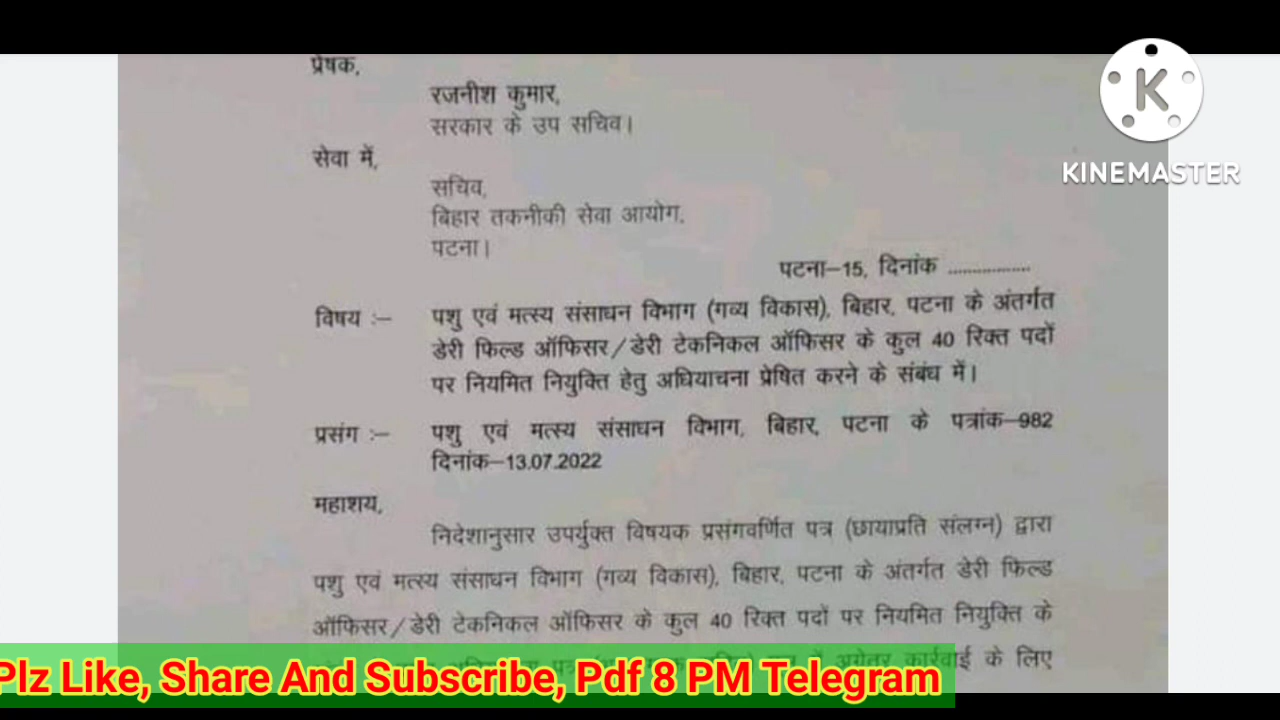 प्रेषक,
रजनीश कुमार,
सरकार के उप सचिव।
सेवा में,
सचिव,
बिहार तकनीकी सेवा आयोग,
पटना।
पटना–15, दिनांक ................
विषय :– पशु एवं मत्स्य संसाधन विभाग (गव्य विकास), बिहार, पटना के अंतर्गत
डेरी फिल्ड ऑफिसर/डेरी टेकनिकल ऑफिसर के कुल 40 रिक्त पदों
पर नियमित नियुक्ति हेतु अधियाचना प्रेषित करने के संबंध में।
प्रसंग :– पशु एवं मत्स्य संसाधन विभाग, बिहार, पटना के पत्रांक–982
दिनांक–13.07.2022
महाशय,
निदेशानुसार उपर्युक्त विषयक प्रसंगवर्णित पत्र (छायाप्रति संलग्न) द्वारा
पशु एवं मत्स्य संसाधन विभाग (गव्य विकास), बिहार, पटना के अंतर्गत डेरी फिल्ड
ऑफिसर/डेरी टेकनिकल ऑफिसर के कुल 40 रिक्त पदों पर नियमित नियुक्ति के
अग्रेतर कार्रवाई के लिए
Plz Like, Share And Subscribe, Pdf 8 PM Telegram
K
KINEMASTER